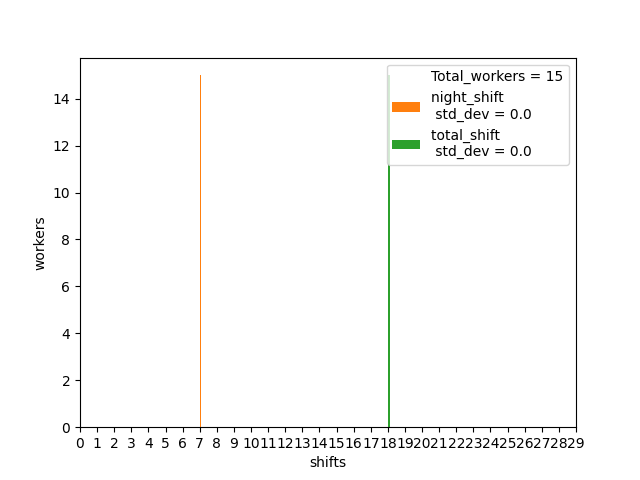 Total_workers = 15
night_shift
std_dev = 0.0
total_shift
std_dev = 0.0
14
12
10
8
6
4
2
0
workers
0 1 2 3 4 5 6 7 8 9 10 11 12 13 14 15 16 17 18 19 20 21 22 23 24 25 26 27 28 29
shifts